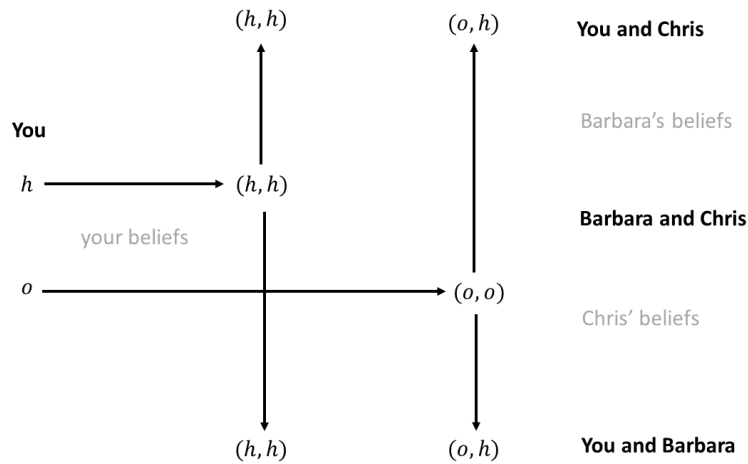 (h, h)
(o, h)
You and Chris
Barbara's beliefs
You
h
(h, h)
Barbara and Chris
your beliefs
o
(o, o)
Chris' beliefs
(h, h)
(o, h)
You and Barbara